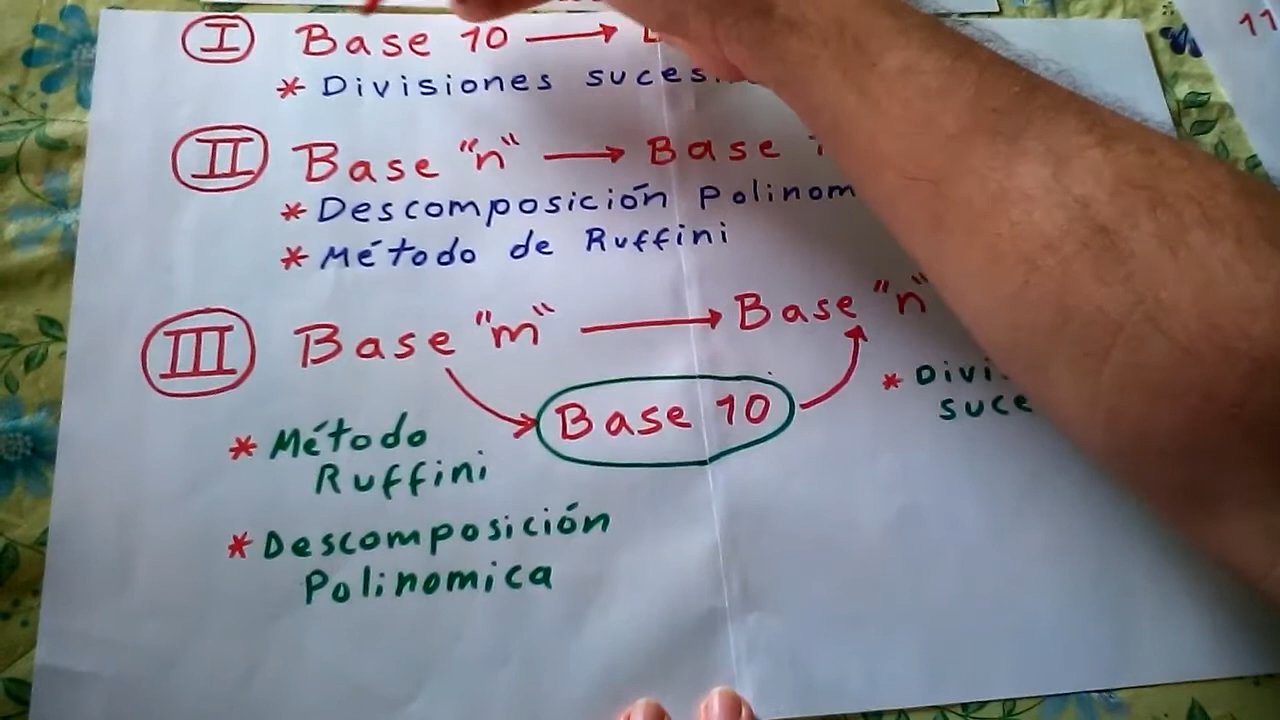 I Base 10 →
* Divisiones
II Base "n" → Base
* Descomposición
* Método de Ruffini
III Base "m" → Base "n"
Base 10
* Método
Ruffini
* Descomposición
Polinomica
11